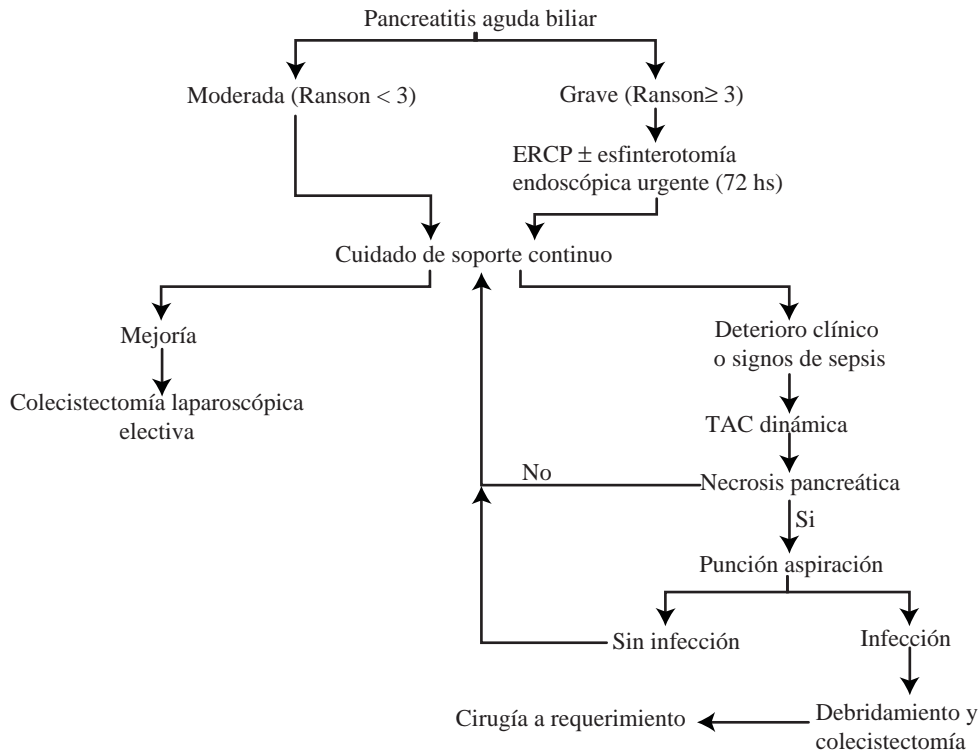 Pancreatitis aguda biliar
Moderada (Ranson < 3)
Grave (Ranson≥ 3)
ERCP ± esfinterotomía
endoscópica urgente (72 hs)
Cuidado de soporte continuo
Mejoría
Colecistectomía laparoscópica
electiva
Deterioro clínico
o signos de sepsis
TAC dinámica
No
Necrosis pancreática
Si
Punción aspiración
Sin infección
Infección
Cirugía a requerimiento
Debridamiento y
colecistectomía